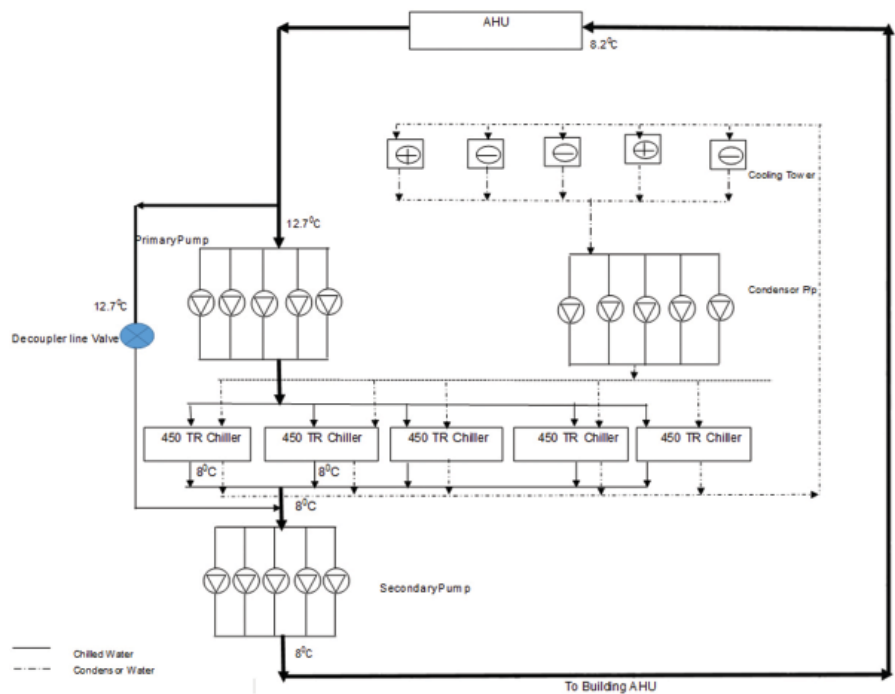 AHU
8.2⁰C
Cooling Tower
12.7⁰C
PrimaryPump
Condensor P/p
12.7⁰C
Decoupler line Valve
450 TR Chiller
450 TR Chiller
450 TR Chiller
450 TR Chiller
450 TR Chiller
8⁰C
8⁰C
8⁰C
SecondaryPump
8⁰C
Chilled Water
Condensor Water
To Building AHU